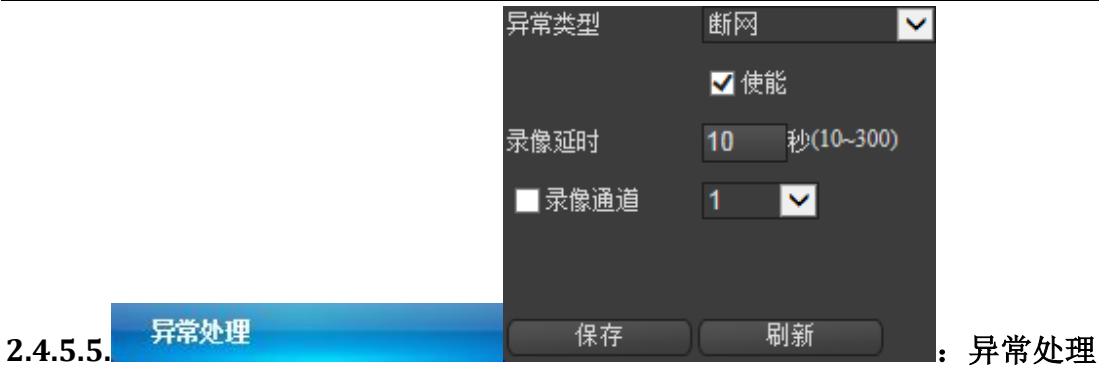 异常类型 断网
使能
录像延时 10 秒(10~300)
录像通道 1
保存 刷新
2.4.5.5. 异常处理 ：异常处理